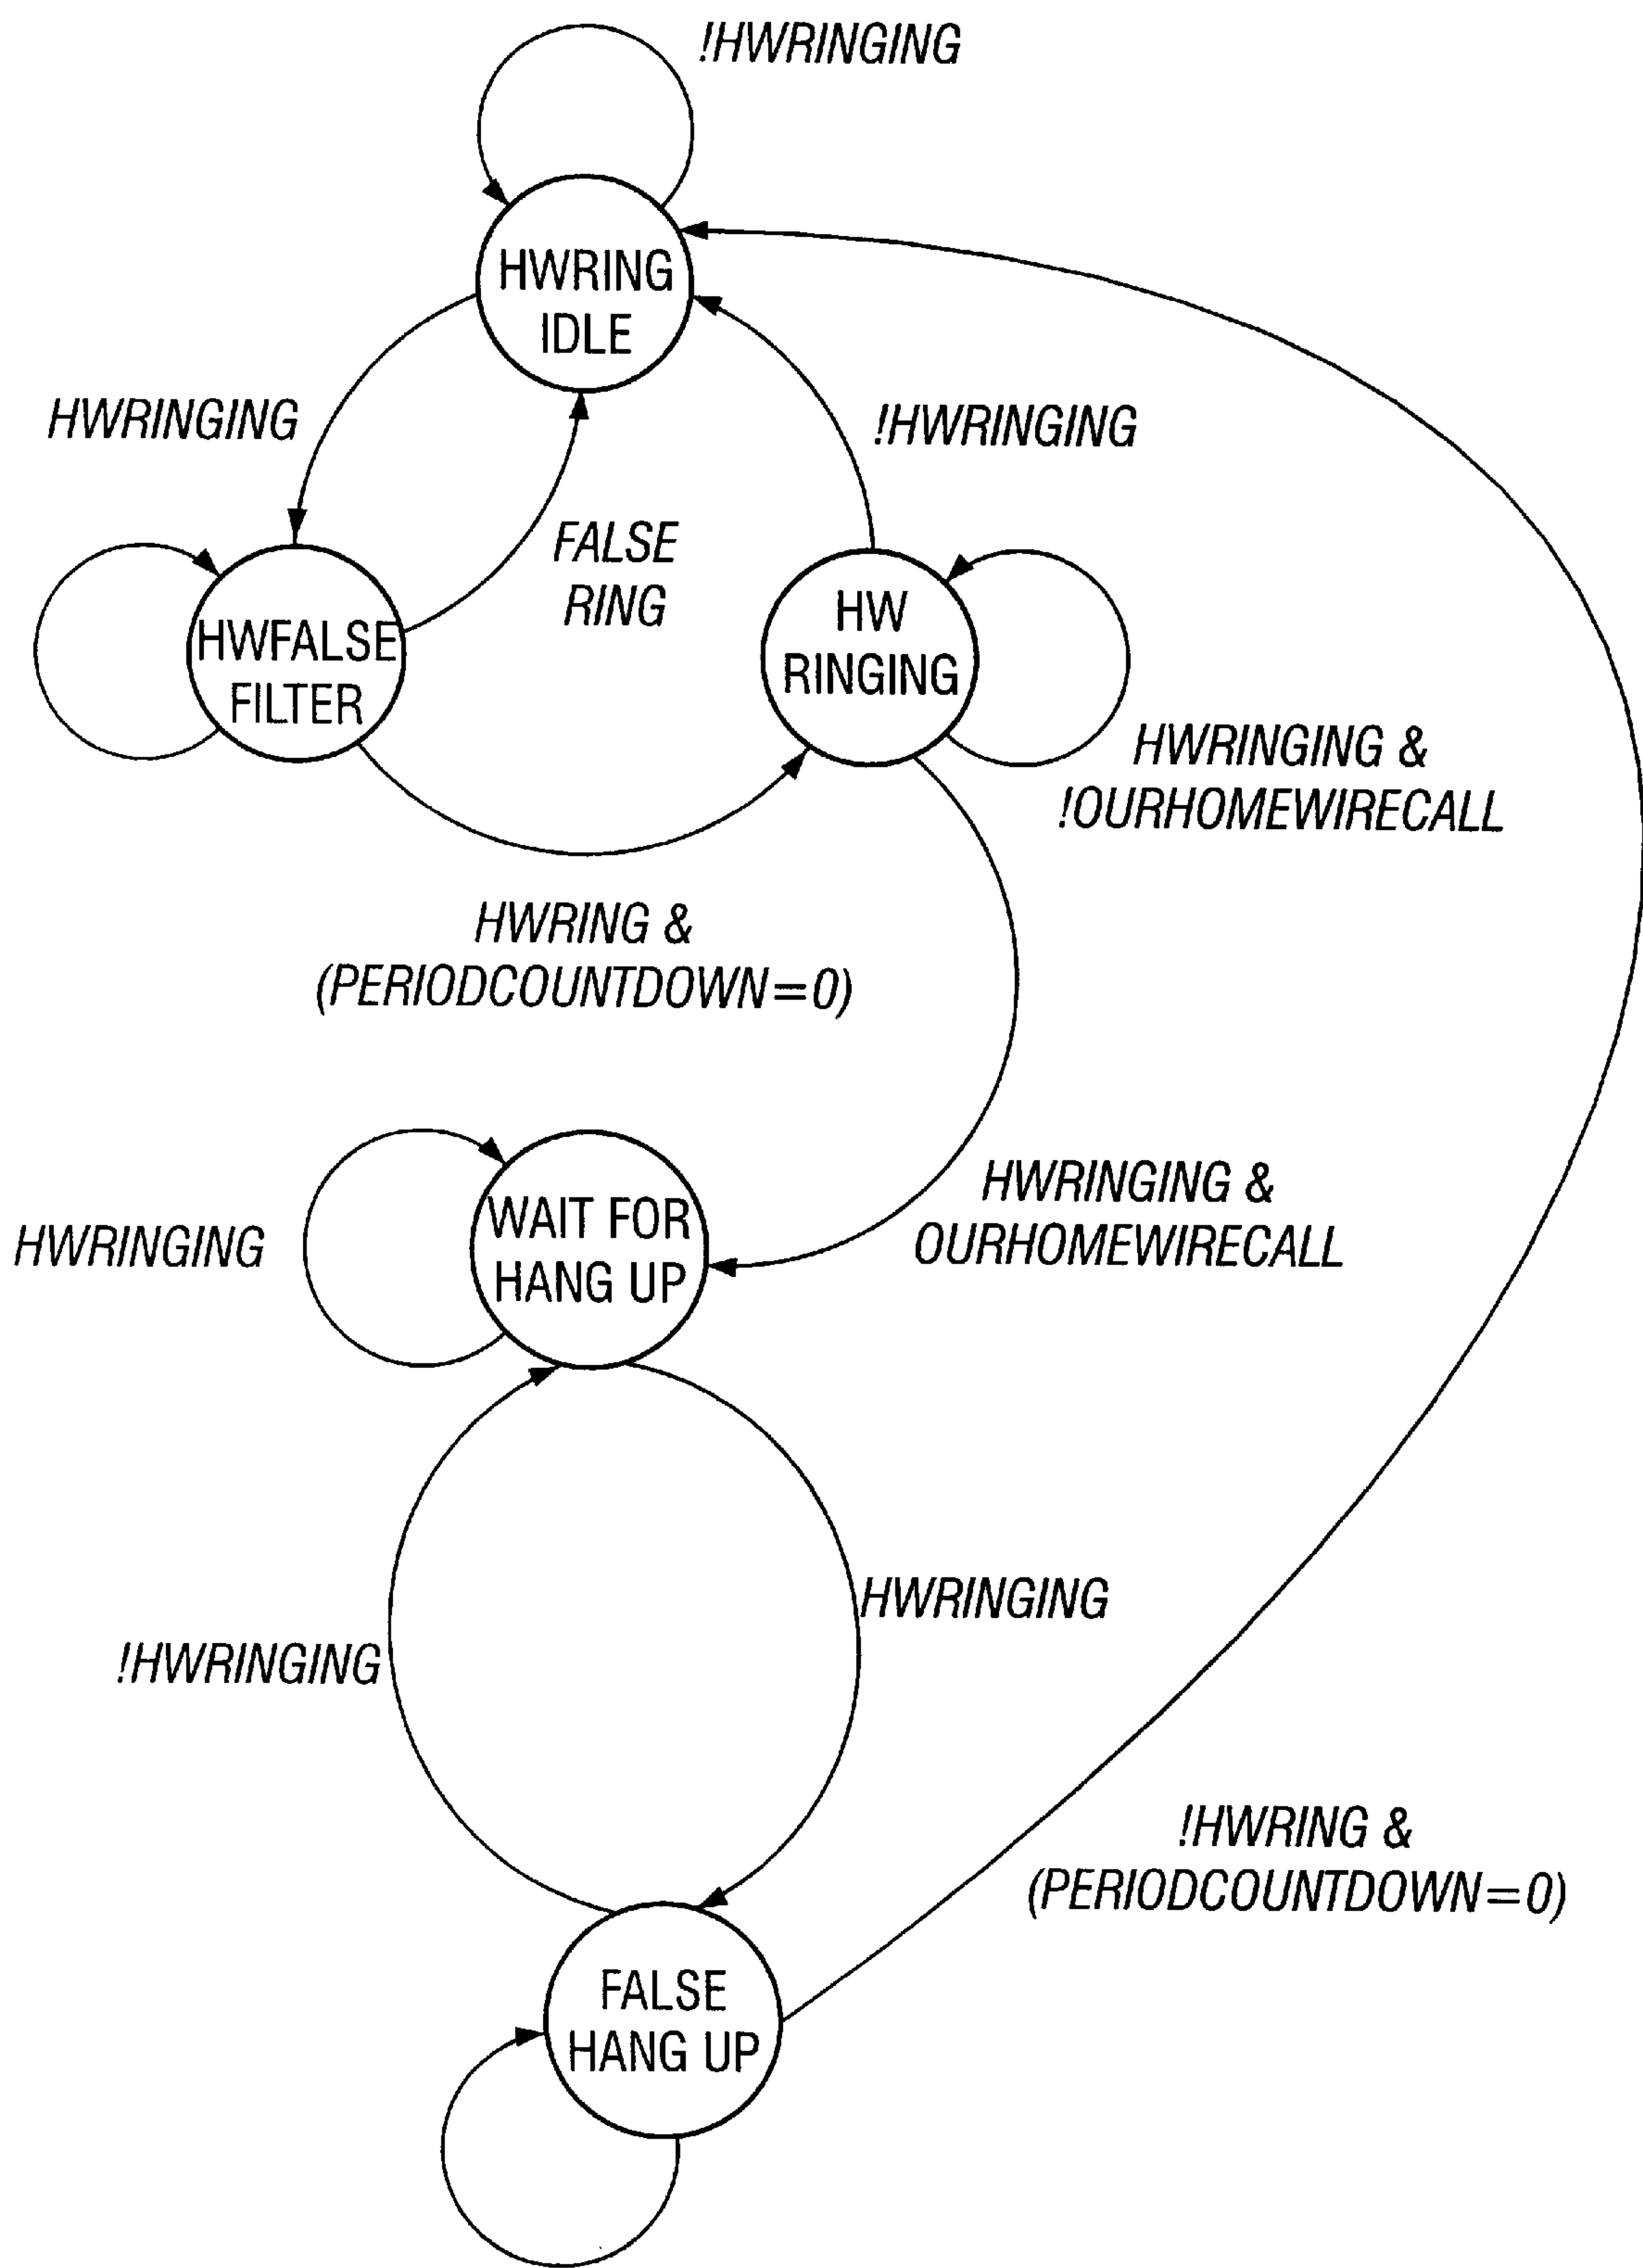 !HWRINGING
HWRING
IDLE
HWRINGING
!HWRINGING
FALSE
RING
HWFALSE
FILTER
HW
RINGING
HWRINGING &
!OURHOMEWIRECALL
HWRING &
(PERIODCOUNTDOWN=0)
WAIT FOR
HANG UP
HWRINGING
HWRINGING &
OURHOMEWIRECALL
HWRINGING
!HWRINGING
!HWRING &
(PERIODCOUNTDOWN=0)
FALSE
HANG UP